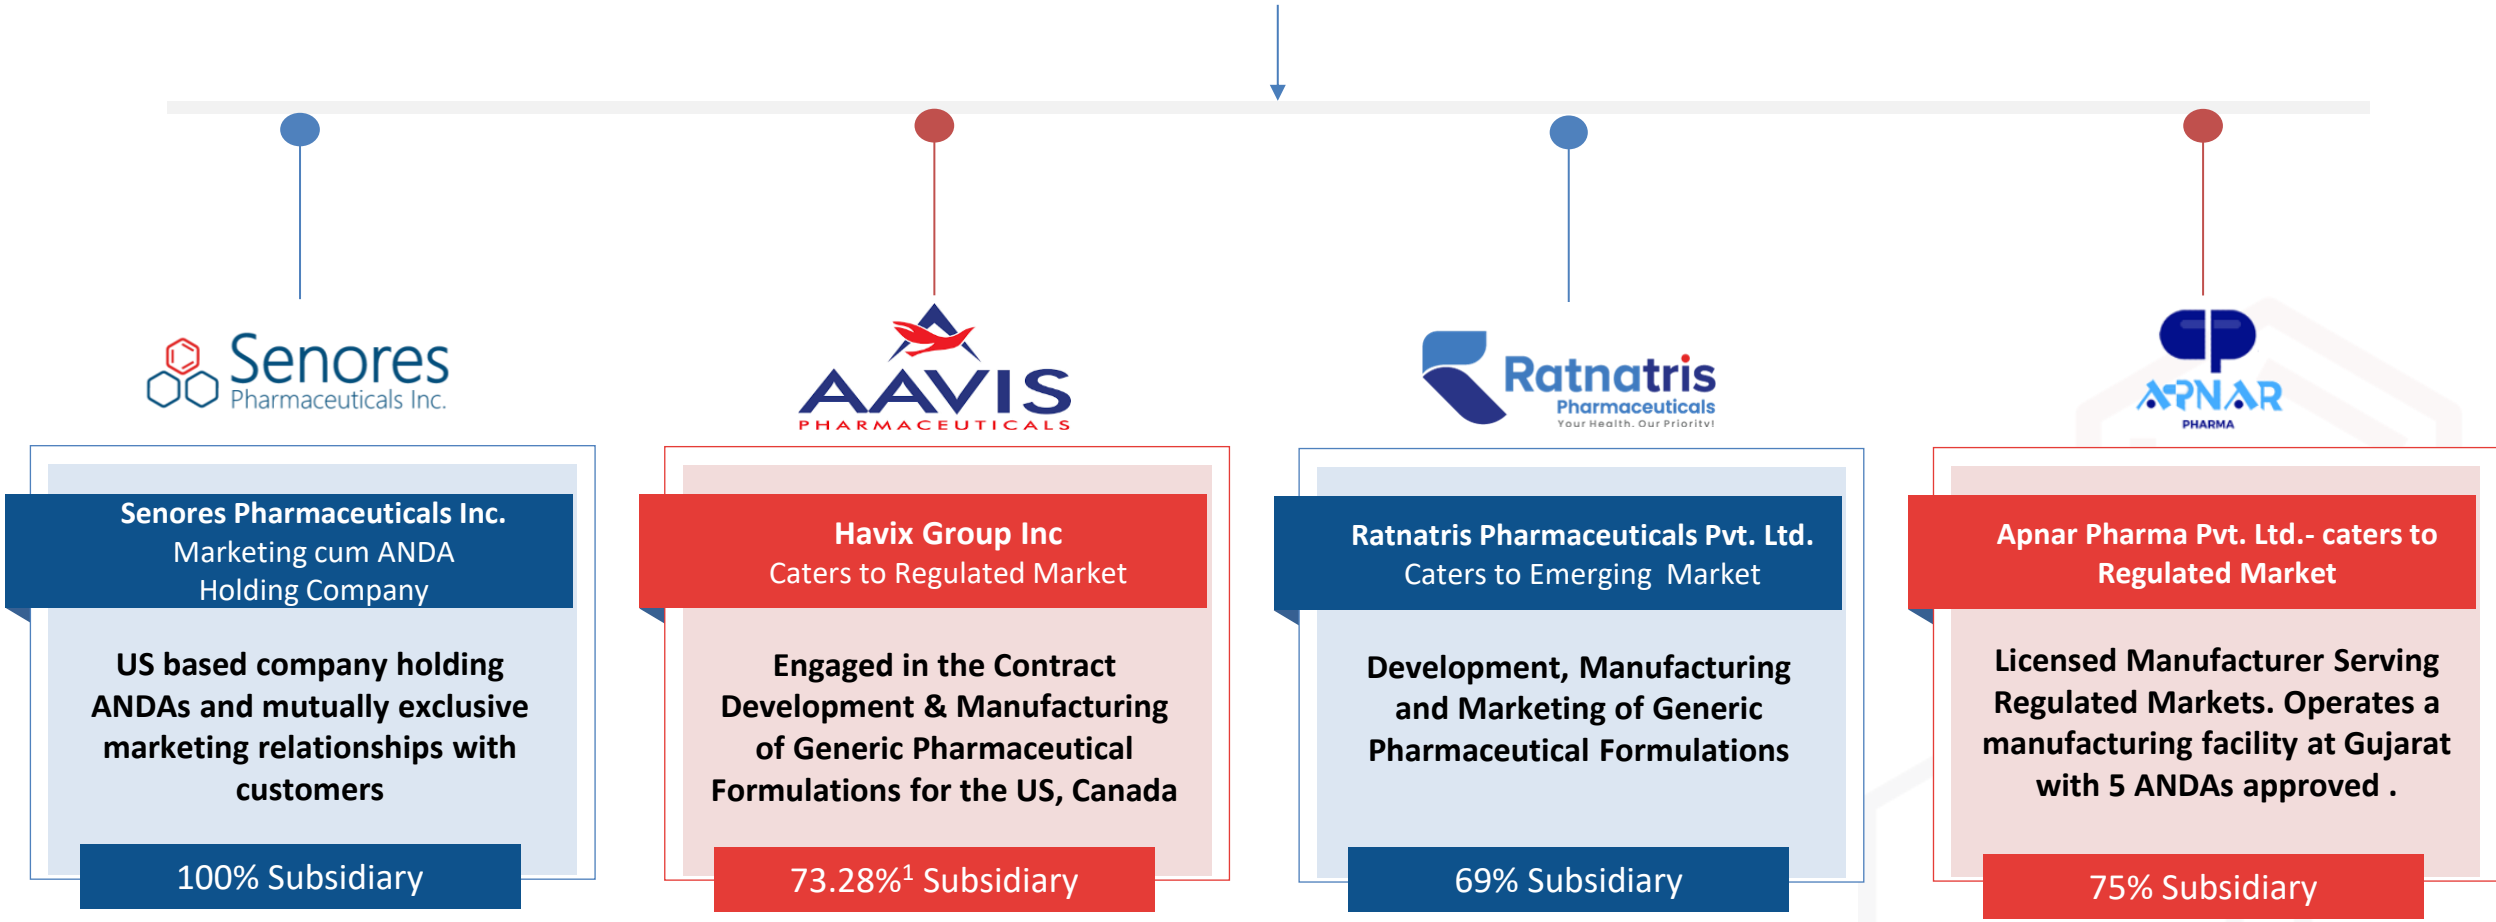 Senores
Pharmaceuticals Inc.
Senores Pharmaceuticals Inc.
Marketing cum ANDA
Holding Company
US based company holding
ANDAs and mutually exclusive
marketing relationships with
customers
100% Subsidiary
AAVIS
PHARMACEUTICALS
Havix Group Inc
Caters to Regulated Market
Engaged in the Contract
Development & Manufacturing
of Generic Pharmaceutical
Formulations for the US, Canada
73.28%¹ Subsidiary
Ratnatris
Pharmaceuticals
Your Health. Our Priority!
Ratnatris Pharmaceuticals Pvt. Ltd.
Caters to Emerging Market
Development, Manufacturing
and Marketing of Generic
Pharmaceutical Formulations
69% Subsidiary
APNAR
PHARMA
Apnar Pharma Pvt. Ltd.- caters to
Regulated Market
Licensed Manufacturer Serving
Regulated Markets. Operates a
manufacturing facility at Gujarat
with 5 ANDAs approved .
75% Subsidiary